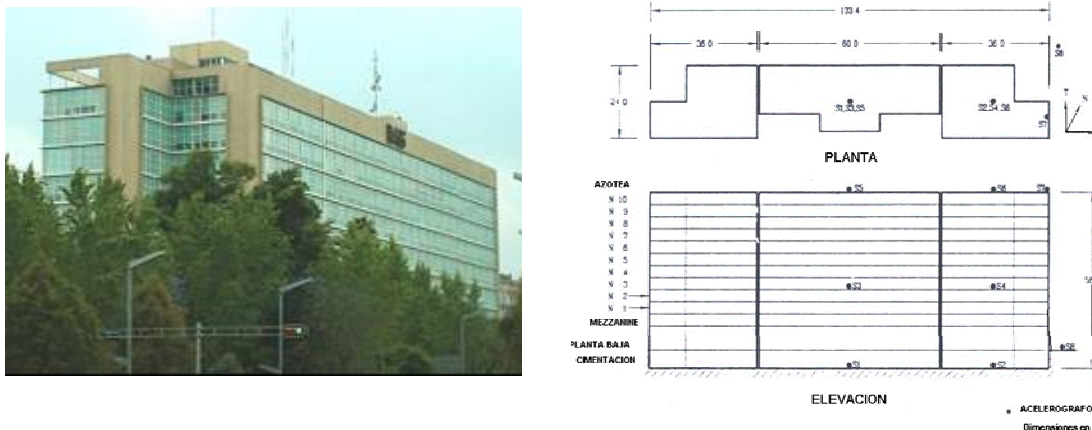 133.4
36.0 60.0 36.0
S8
24.0
S1,S3,S5 S2,S4,S6
S7
T
PLANTA
AZOTEA
S5 S6
N 10
N 9
N 8
N 7
N 6
N 5
N 4
N 3
S3 S4
N 2
N 1
MEZZANINE
PLANTA BAJA
CIMENTACION
S1 S2
ELEVACION
ACELEROGRAFO
Dimensiones en